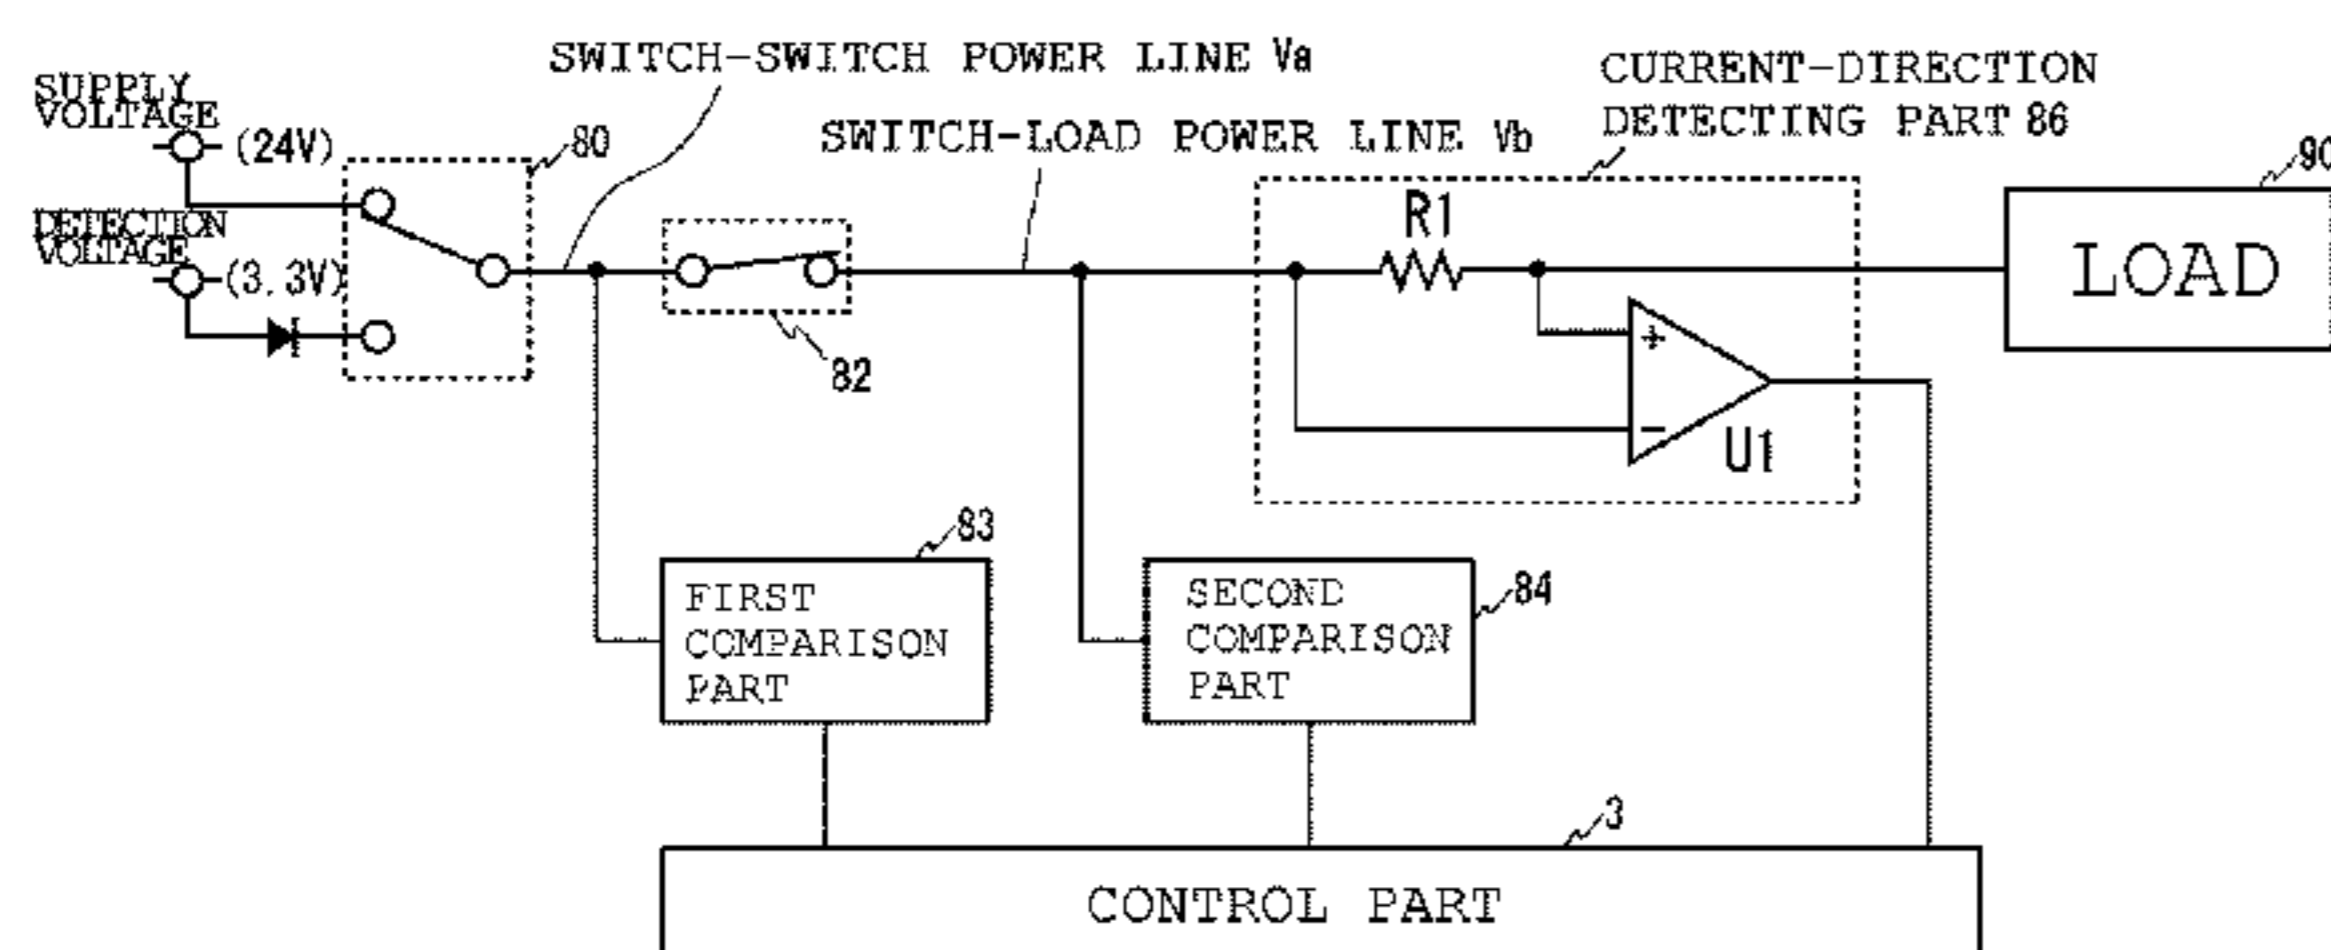 SWITCH-SWITCH POWER LINE Va
SUPPLY
VOLTAGE
(24V)
80
SWITCH-LOAD POWER LINE Vb
CURRENT-DIRECTION
DETECTING PART 86
90
DETECTION
VOLTAGE
(3.3V)
82
R1
LOAD
+
−
U1
83
FIRST
COMPARISON
PART
SECOND
COMPARISON
PART
84
3
CONTROL PART